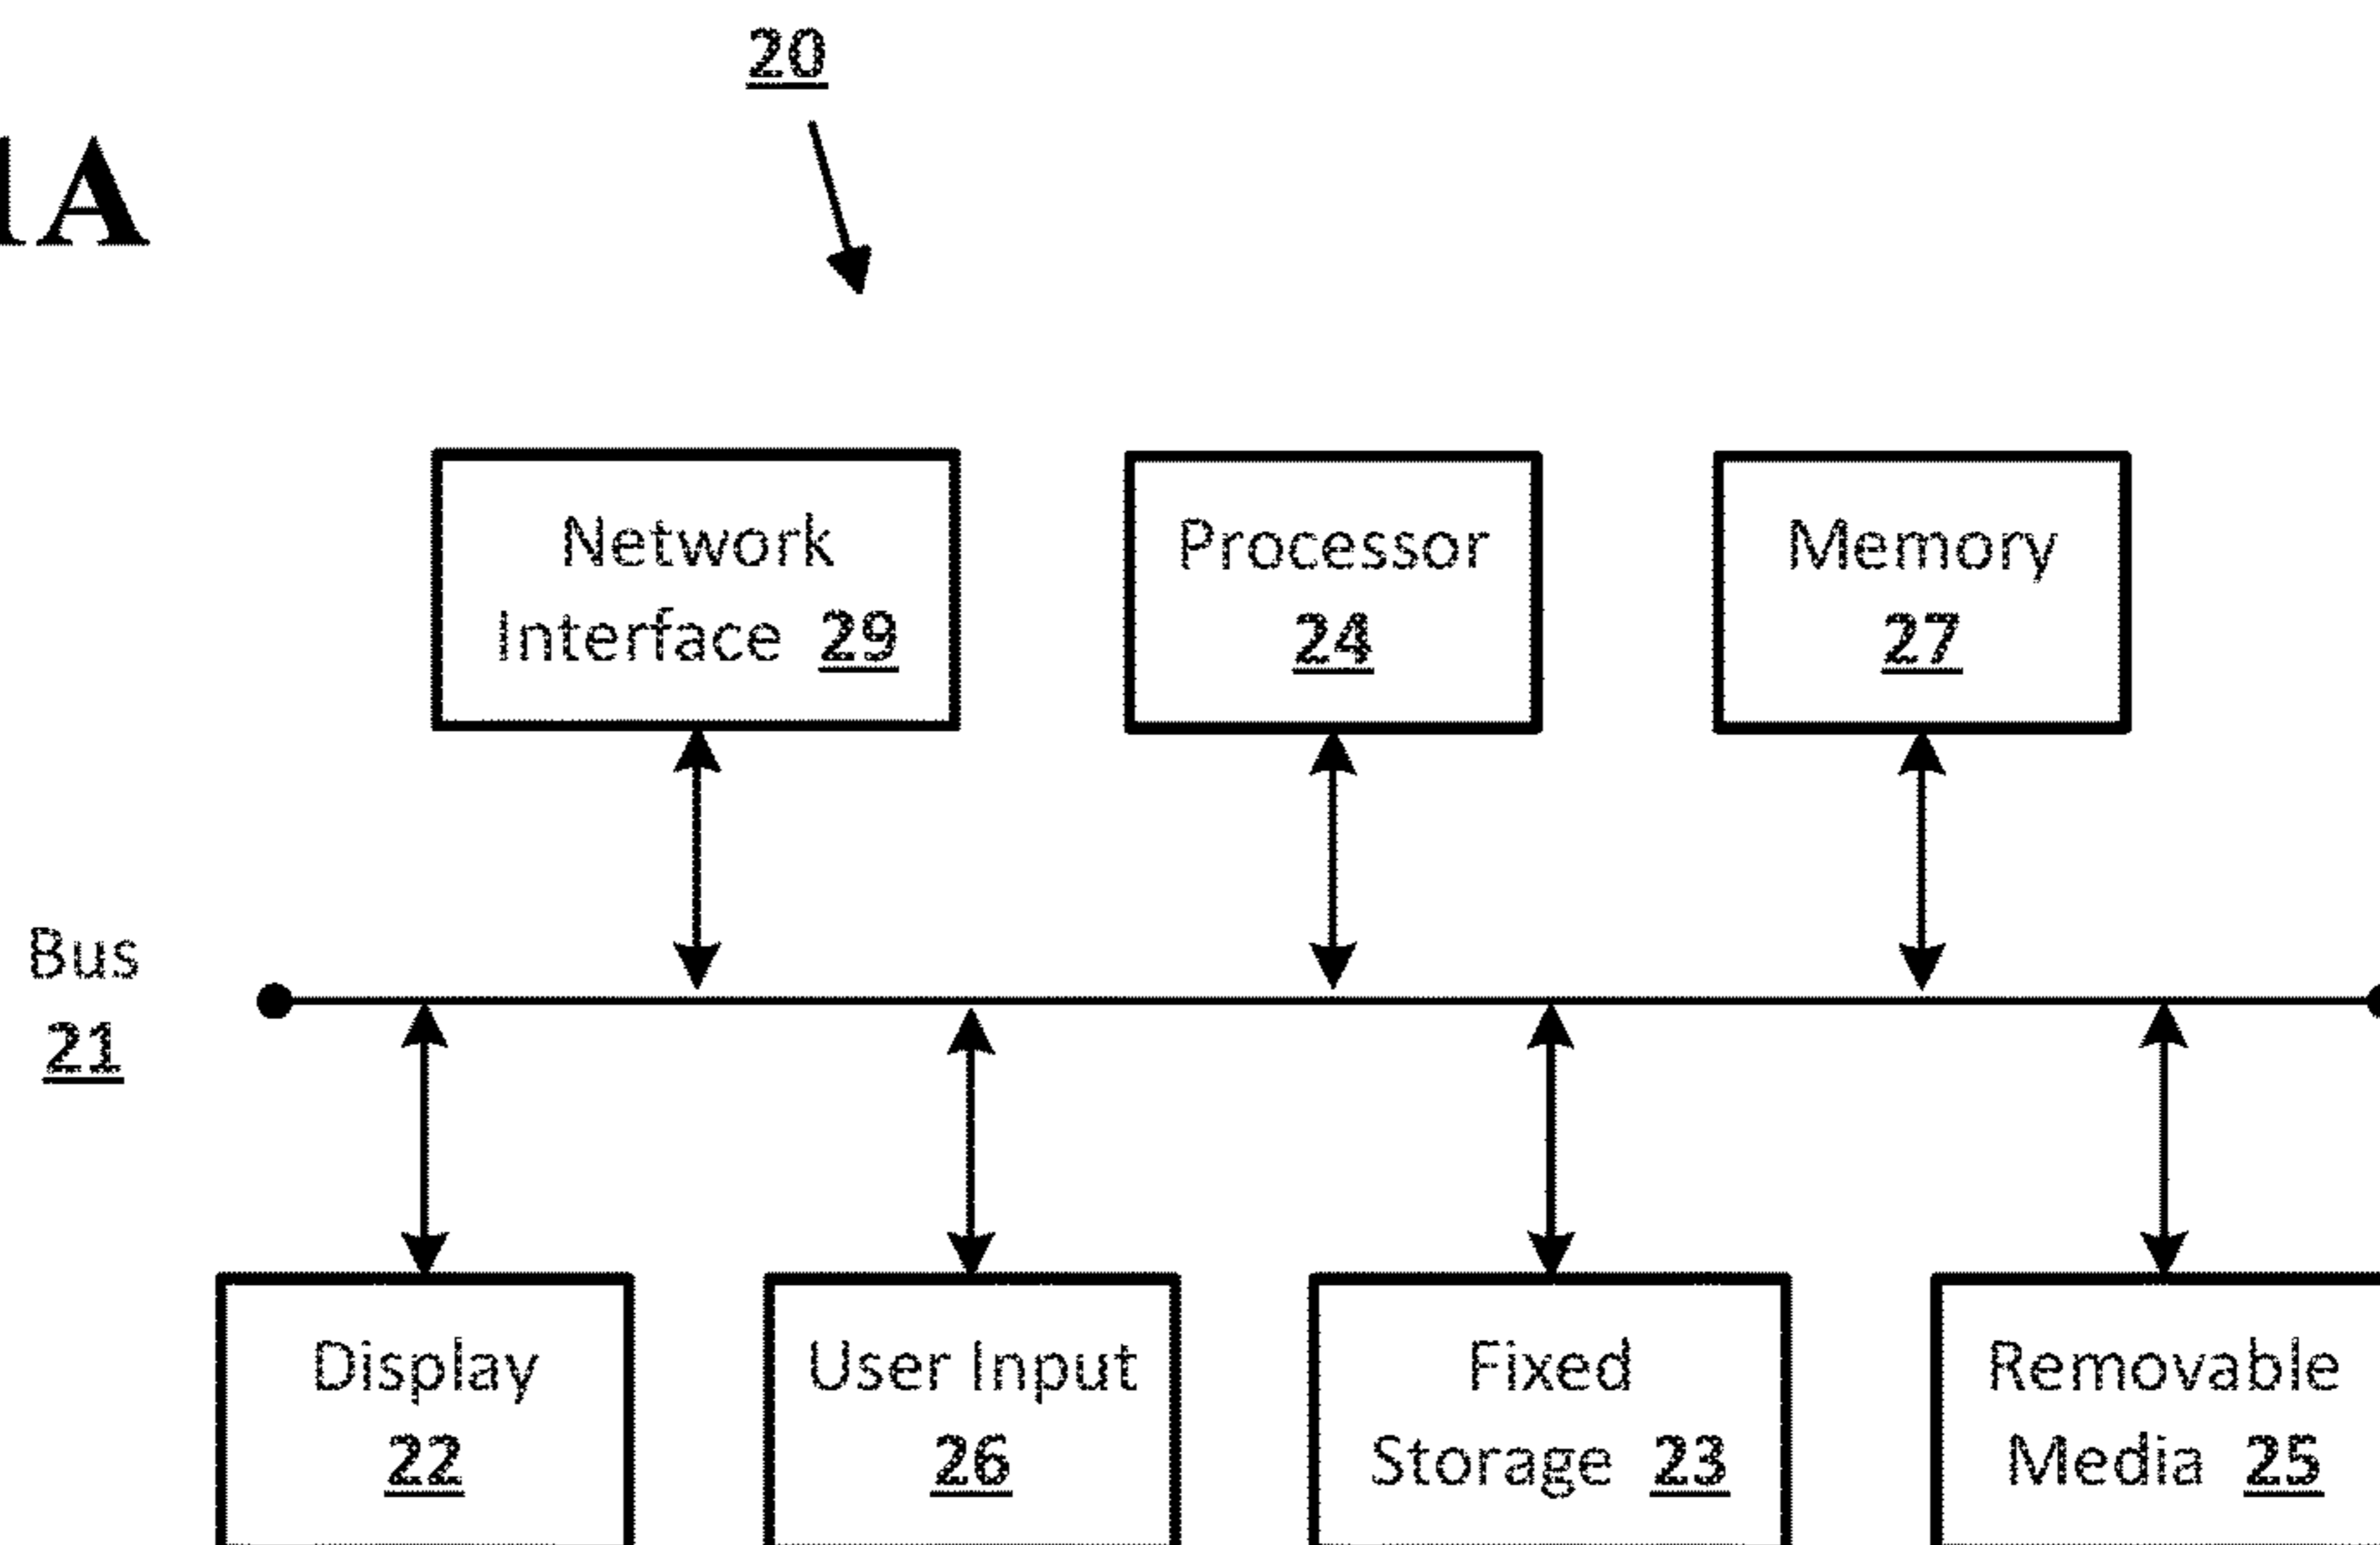 20
1A
Network
Interface 29
Processor
24
Memory
27
Bus
21
Display
22
User Input
26
Fixed
Storage 23
Removable
Media 25